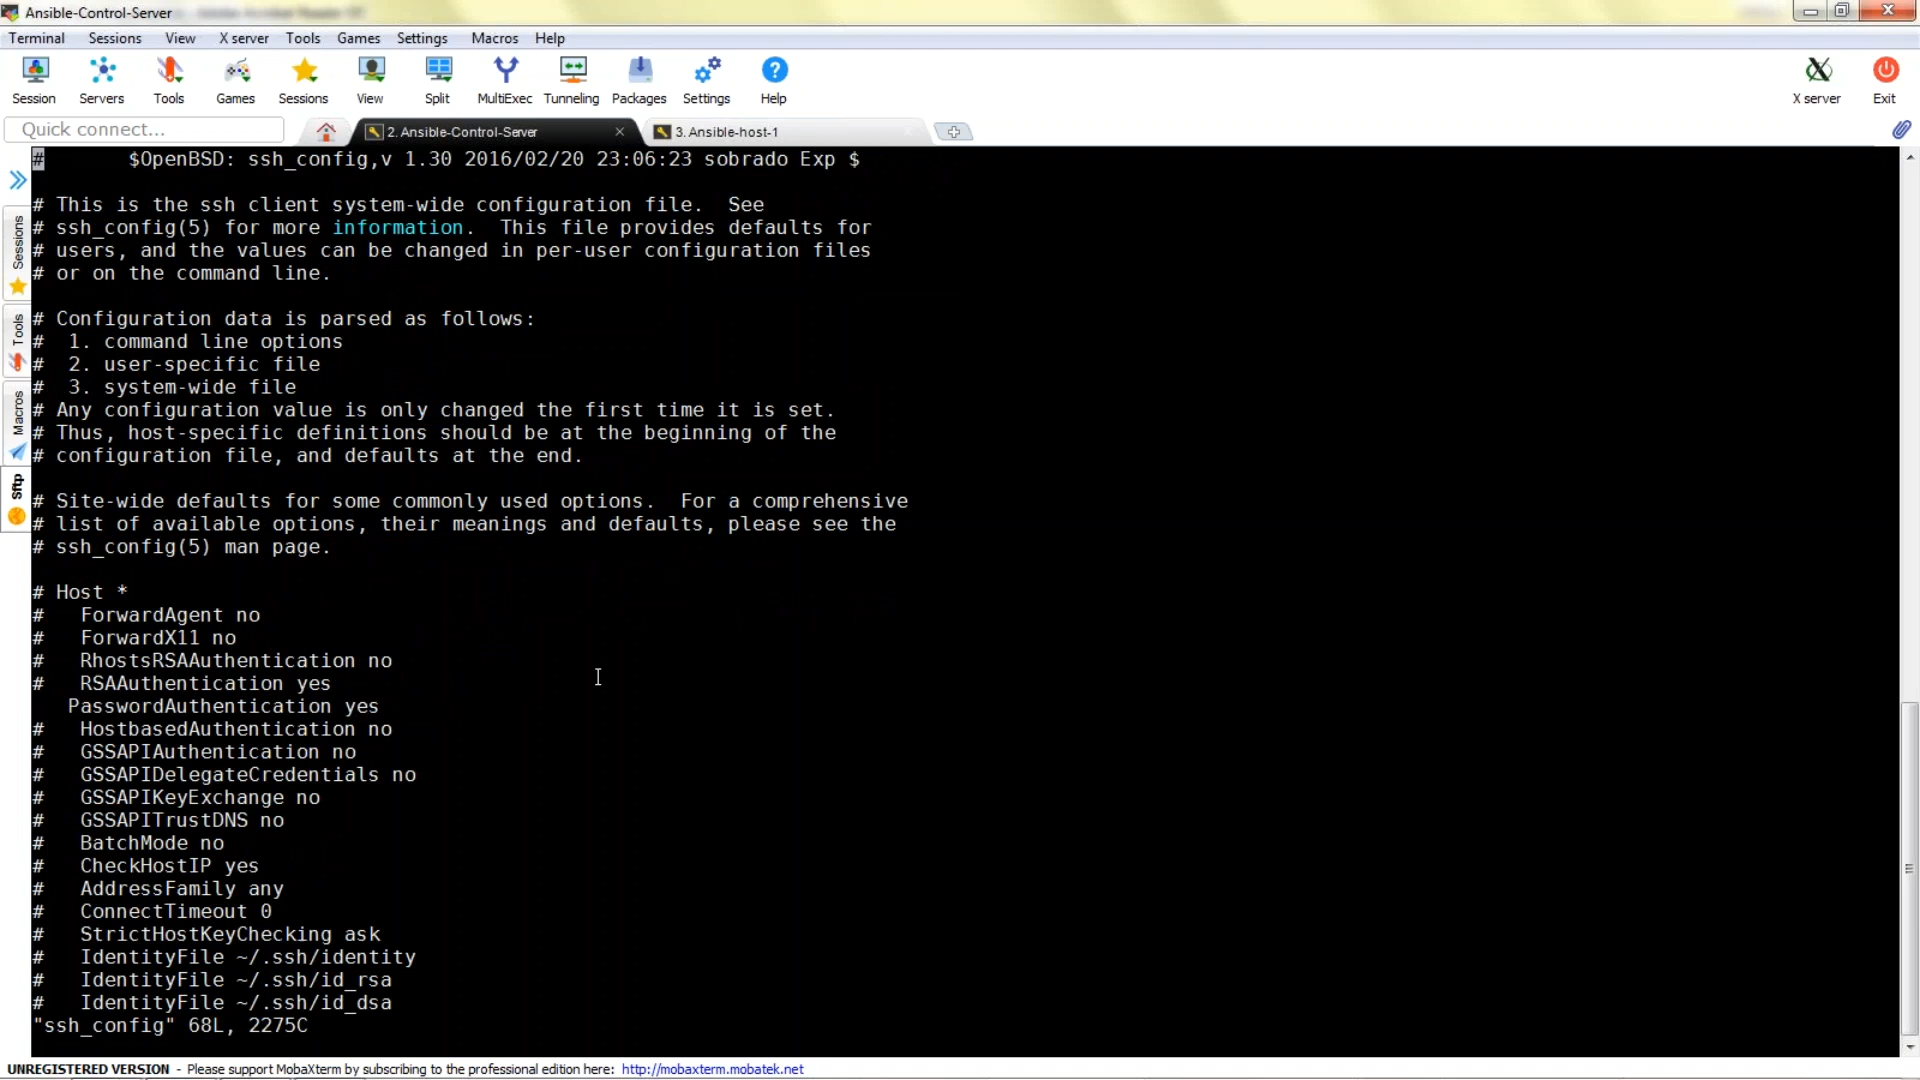 Ansible-Control-Server
Terminal Sessions View X server Tools Games Settings Macros Help
Session Servers Tools Games Sessions View Split MultiExec Tunneling Packages Settings Help X server Exit
Quick connect... 2. Ansible-Control-Server 3. Ansible-host-1
Sessions
Tools
Macros
Sftp
#        $OpenBSD: ssh_config,v 1.30 2016/02/20 23:06:23 sobrado Exp $
# This is the ssh client system-wide configuration file.  See
# ssh_config(5) for more information.  This file provides defaults for
# users, and the values can be changed in per-user configuration files
# or on the command line.
# Configuration data is parsed as follows:
#  1. command line options
#  2. user-specific file
#  3. system-wide file
# Any configuration value is only changed the first time it is set.
# Thus, host-specific definitions should be at the beginning of the
# configuration file, and defaults at the end.
# Site-wide defaults for some commonly used options.  For a comprehensive
# list of available options, their meanings and defaults, please see the
# ssh_config(5) man page.
# Host *
#   ForwardAgent no
#   ForwardX11 no
#   RhostsRSAAuthentication no
#   RSAAuthentication yes
   PasswordAuthentication yes
#   HostbasedAuthentication no
#   GSSAPIAuthentication no
#   GSSAPIDelegateCredentials no
#   GSSAPIKeyExchange no
#   GSSAPITrustDNS no
#   BatchMode no
#   CheckHostIP yes
#   AddressFamily any
#   ConnectTimeout 0
#   StrictHostKeyChecking ask
#   IdentityFile ~/.ssh/identity
#   IdentityFile ~/.ssh/id_rsa
#   IdentityFile ~/.ssh/id_dsa
"ssh_config" 68L, 2275C
UNREGISTERED VERSION - Please support MobaXterm by subscribing to the professional edition here: http://mobaxterm.mobatek.net